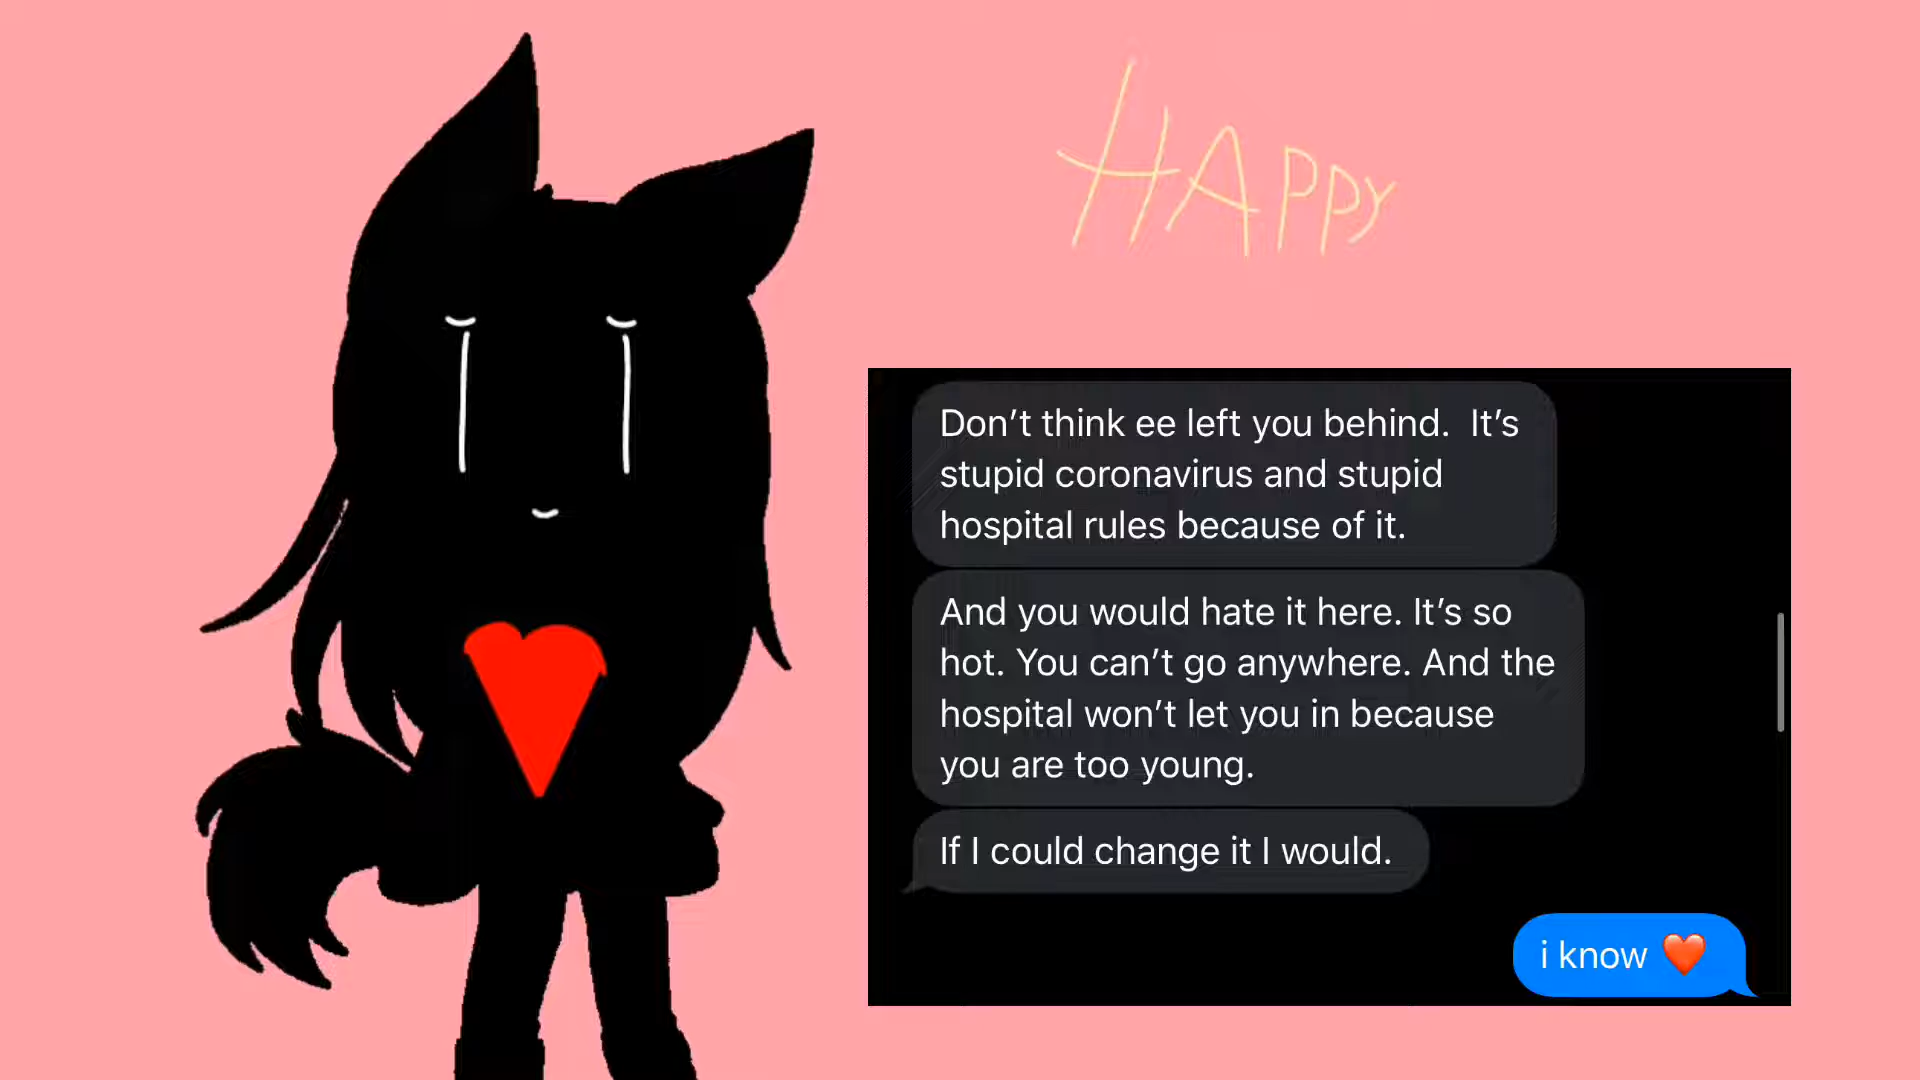 HAPPY
Don’t think ee left you behind.  It’s
stupid coronavirus and stupid
hospital rules because of it.
And you would hate it here. It’s so
hot. You can’t go anywhere. And the
hospital won’t let you in because
you are too young.
If I could change it I would.
i know ❤️